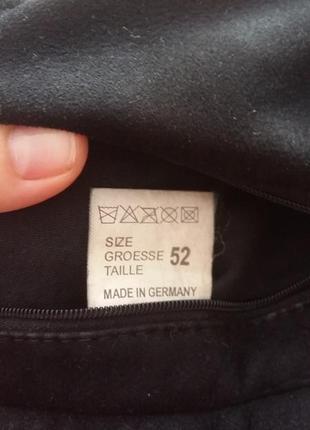 SIZE
GROESSE 52
TAILLE
MADE IN GERMANY